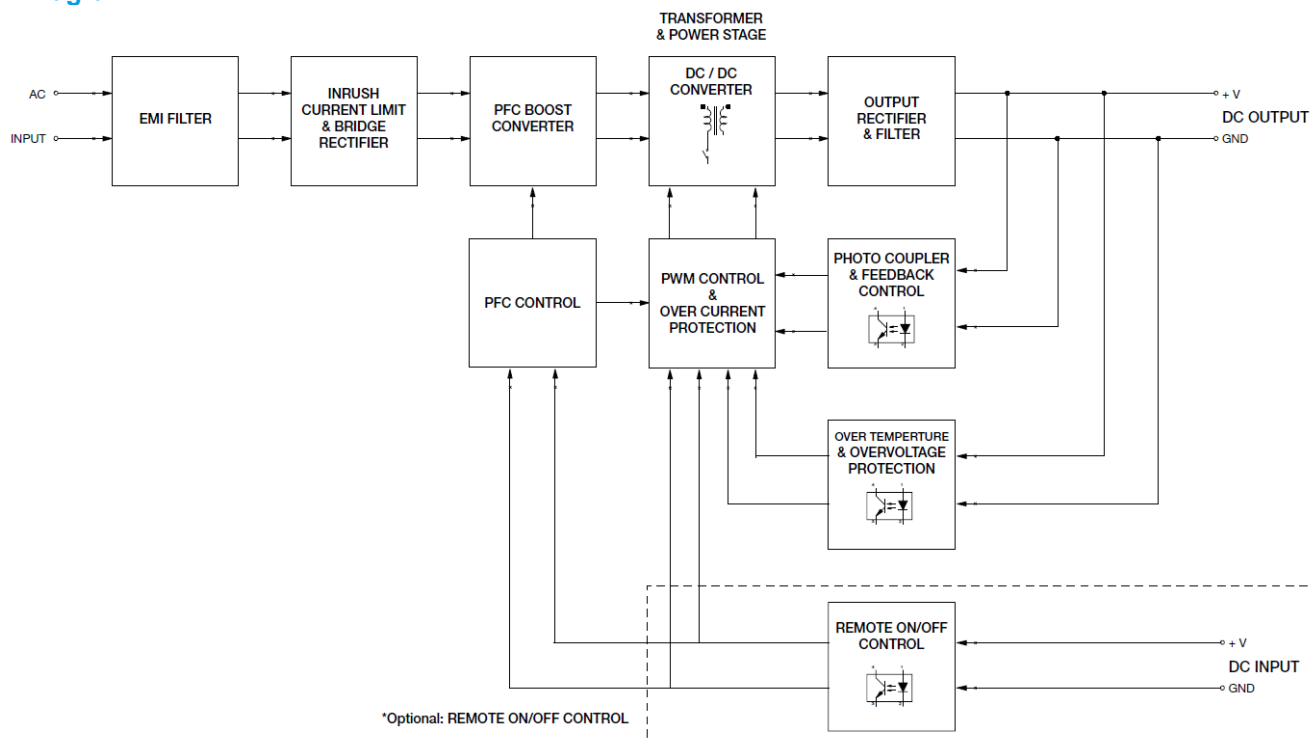 TRANSFORMER
& POWER STAGE
AC
INPUT
EMI FILTER
INRUSH
CURRENT LIMIT
& BRIDGE
RECTIFIER
PFC BOOST
CONVERTER
DC / DC
CONVERTER
OUTPUT
RECTIFIER
& FILTER
+ V
DC OUTPUT
GND
PFC CONTROL
PWM CONTROL
&
OVER CURRENT
PROTECTION
PHOTO COUPLER
& FEEDBACK
CONTROL
OVER TEMPERTURE
& OVERVOLTAGE
PROTECTION
REMOTE ON/OFF
CONTROL
+ V
DC INPUT
GND
*Optional: REMOTE ON/OFF CONTROL